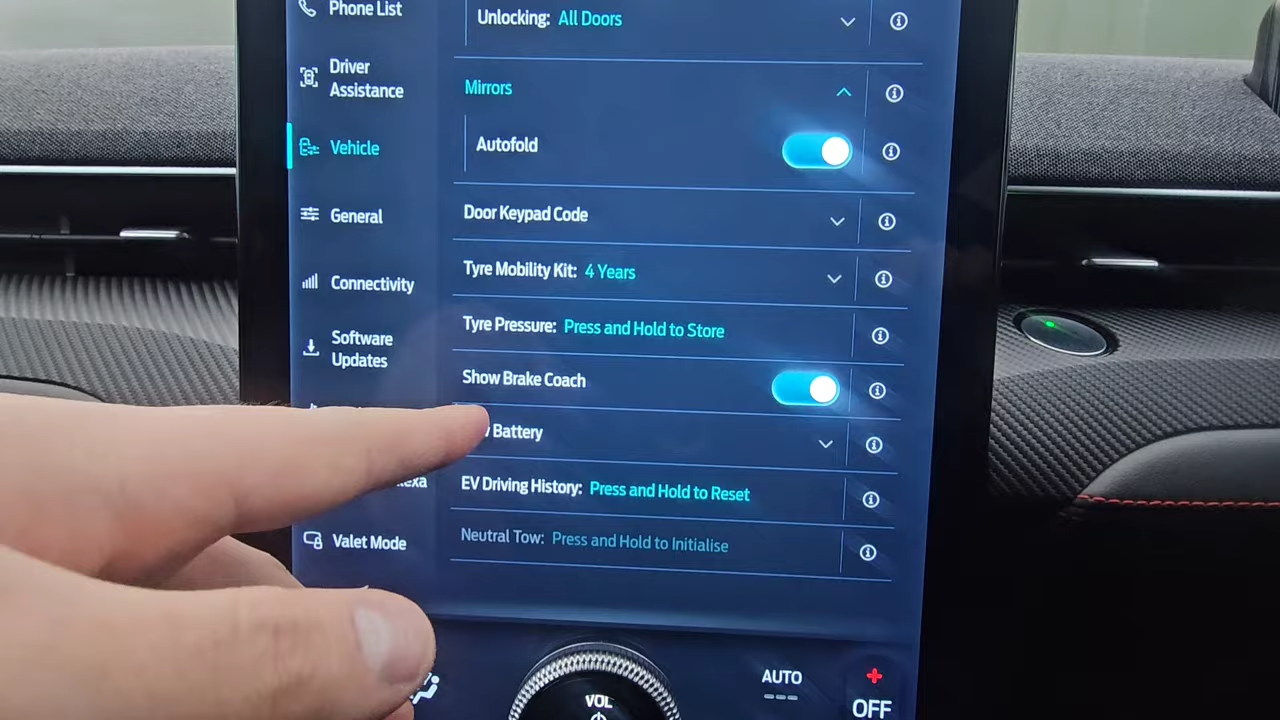 Phone List
Unlocking: All Doors
Driver
Assistance
Mirrors
Autofold
Vehicle
Door Keypad Code
General
Tyre Mobility Kit: 4 Years
Connectivity
Tyre Pressure: Press and Hold to Store
Software
Updates
Show Brake Coach
Battery
EV Driving History: Press and Hold to Reset
Neutral Tow: Press and Hold to Initialise
Valet Mode
AUTO
VOL
OFF